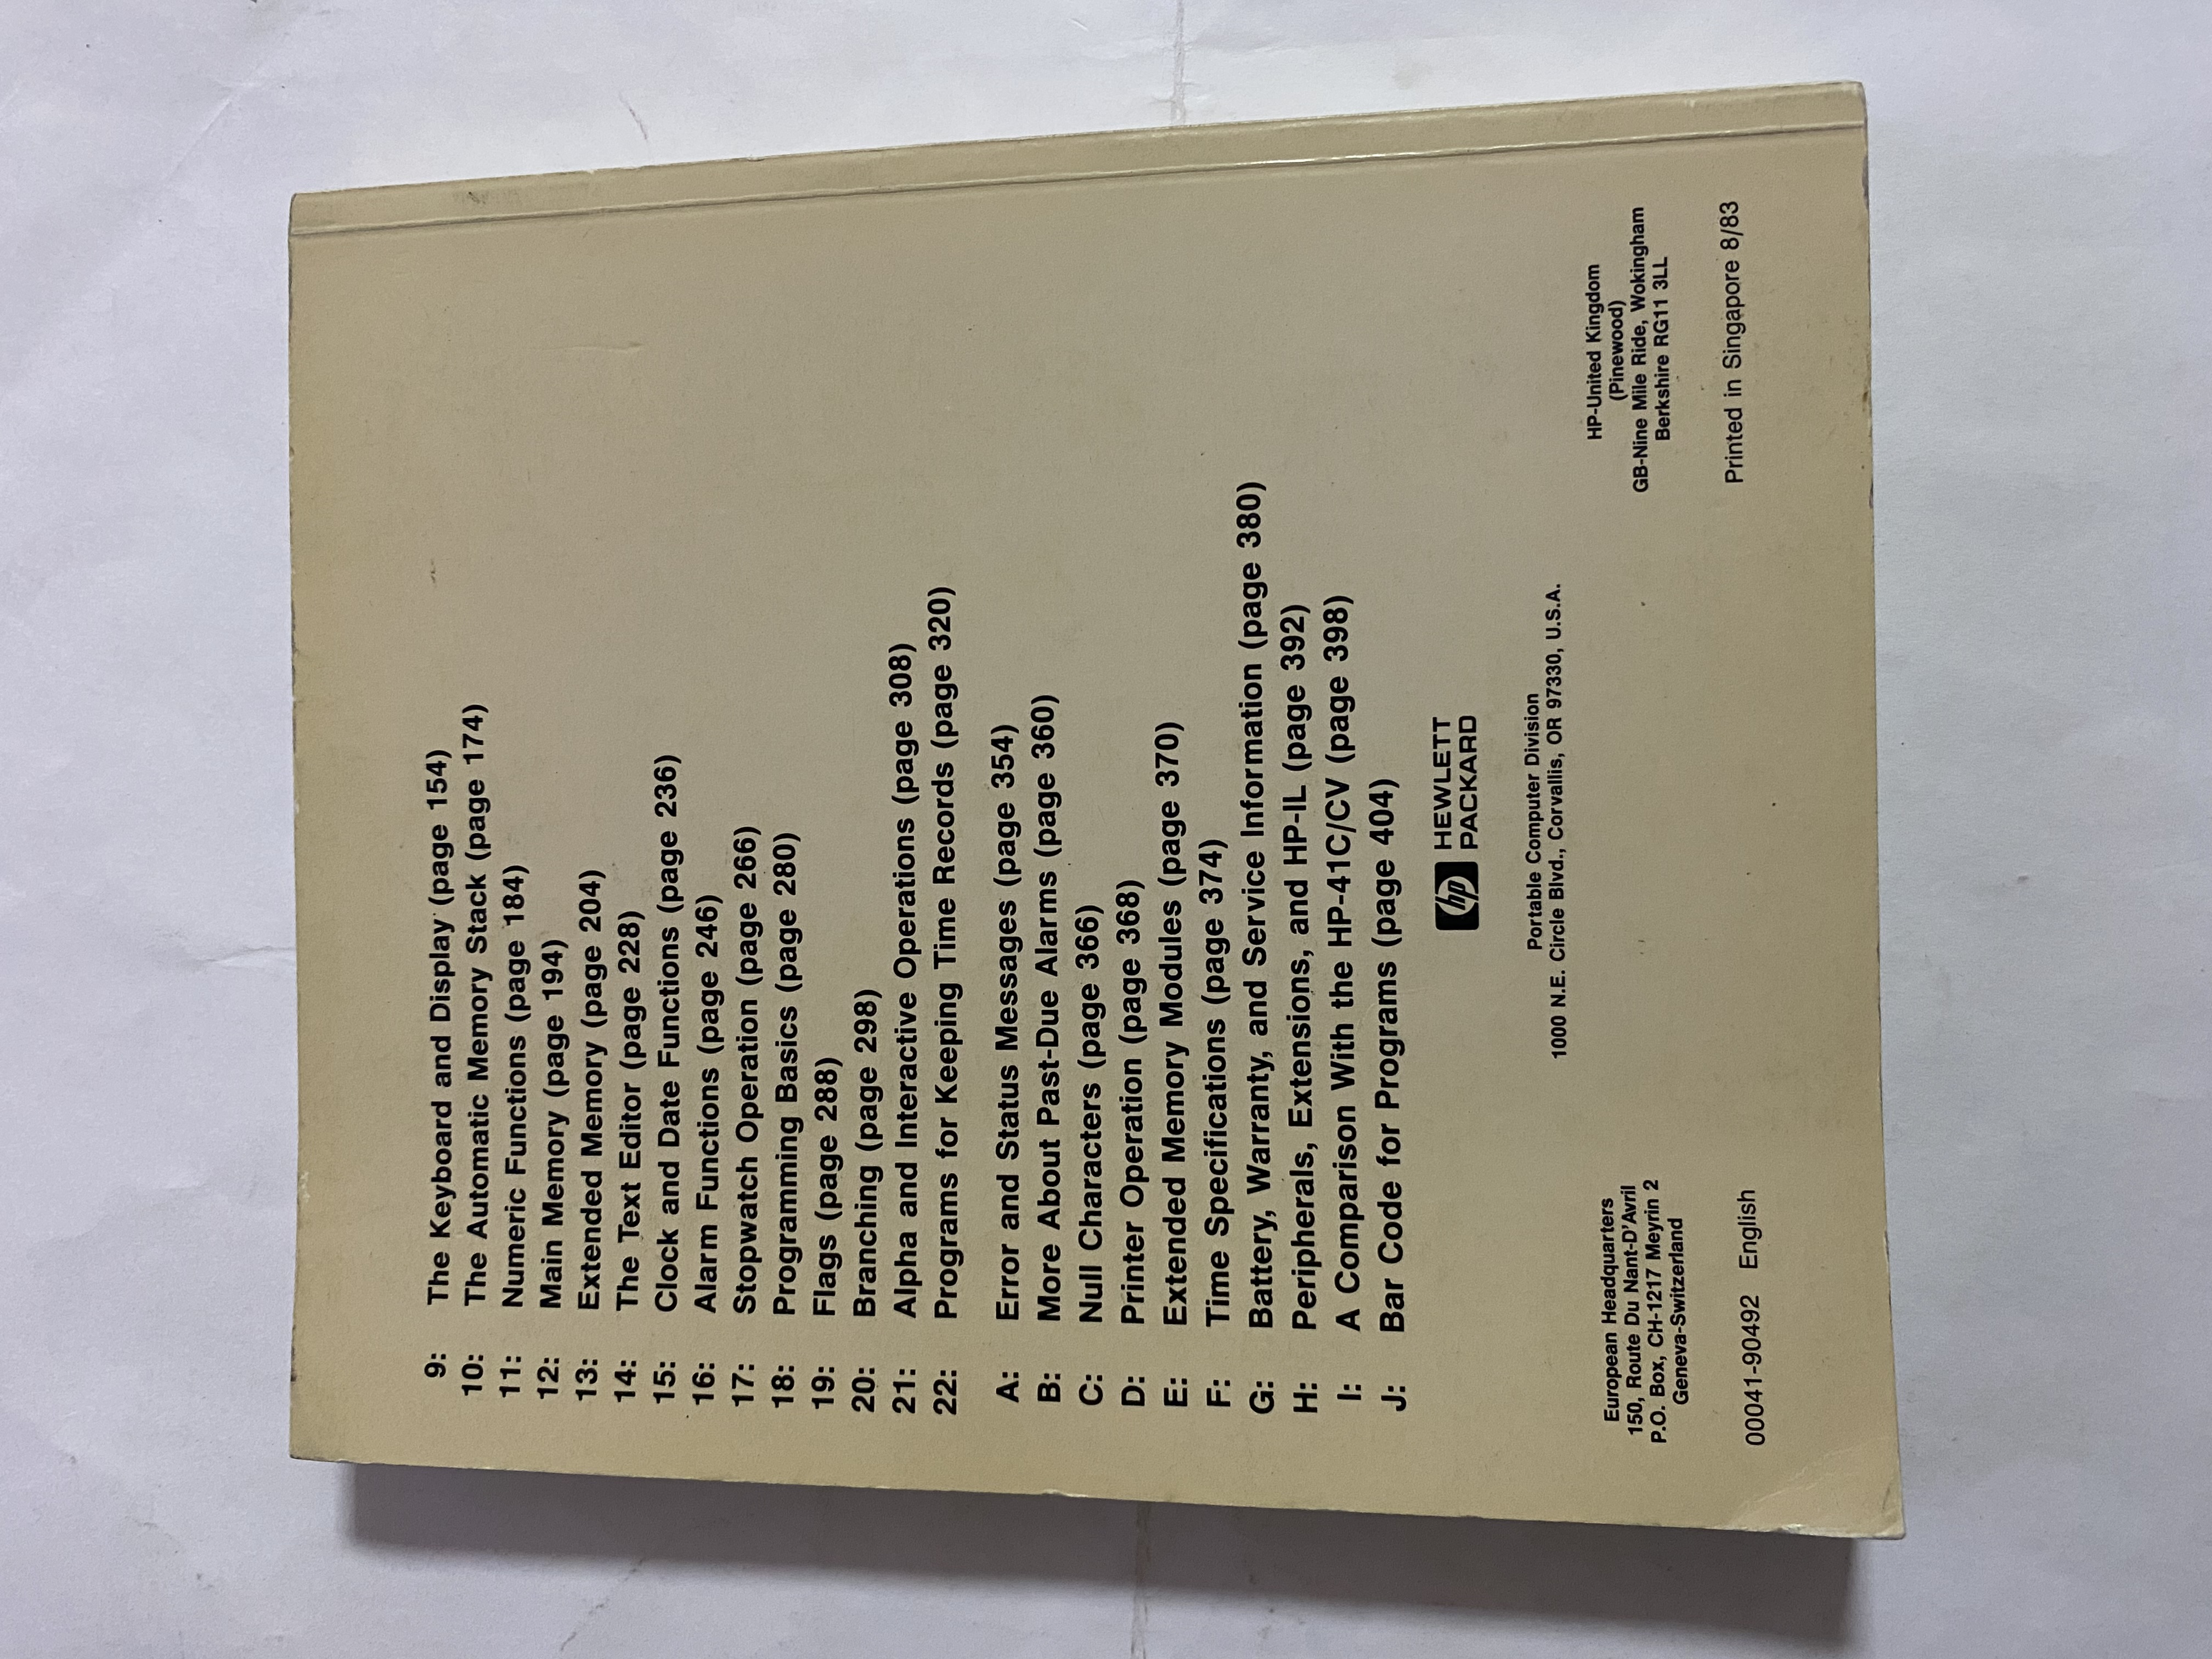 9: The Keyboard and Display (page 154)
10: The Automatic Memory Stack (page 174)
11: Numeric Functions (page 184)
12: Main Memory (page 194)
13: Extended Memory (page 204)
14: The Text Editor (page 228)
15: Clock and Date Functions (page 236)
16: Alarm Functions (page 246)
17: Stopwatch Operation (page 266)
18: Programming Basics (page 280)
19: Flags (page 288)
20: Branching (page 298)
21: Alpha and Interactive Operations (page 308)
22: Programs for Keeping Time Records (page 320)
A: Error and Status Messages (page 354)
B: More About Past-Due Alarms (page 360)
C: Null Characters (page 366)
D: Printer Operation (page 368)
E: Extended Memory Modules (page 370)
F: Time Specifications (page 374)
G: Battery, Warranty, and Service Information (page 380)
H: Peripherals, Extensions, and HP-IL (page 392)
I: A Comparison With the HP-41C/CV (page 398)
J: Bar Code for Programs (page 404)
hp HEWLETT
PACKARD
Portable Computer Division
1000 N.E. Circle Blvd., Corvallis, OR 97330, U.S.A.
European Headquarters
150, Route Du Nant-D'Avril
P.O. Box, CH-1217 Meyrin 2
Geneva-Switzerland
HP-United Kingdom
(Pinewood)
GB-Nine Mile Ride, Wokingham
Berkshire RG11 3LL
00041-90492 English
Printed in Singapore 8/83